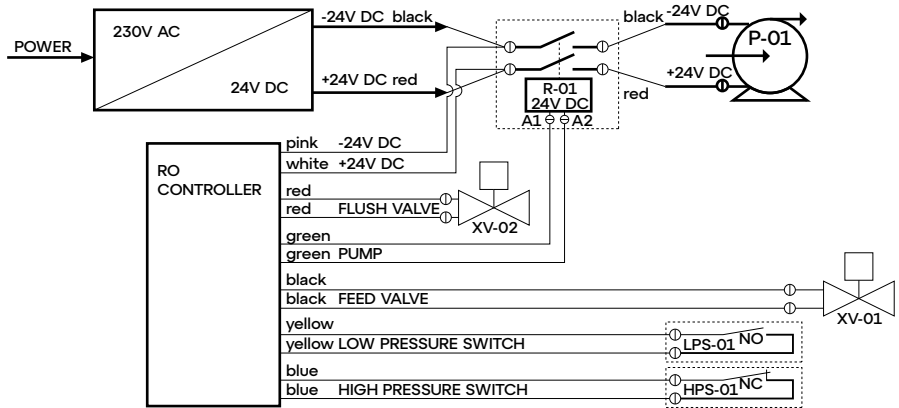 -24V DC black
black -24V DC
230V AC
P-01
POWER
24V DC
+24V DC red
+24V DC
red
R-01
24V DC
A1 A2
pink -24V DC
white +24V DC
RO
CONTROLLER
red
red FLUSH VALVE
XV-02
green
green PUMP
black
black FEED VALVE
XV-01
yellow
yellow LOW PRESSURE SWITCH
LPS-01 NO
blue
blue HIGH PRESSURE SWITCH
HPS-01 NC